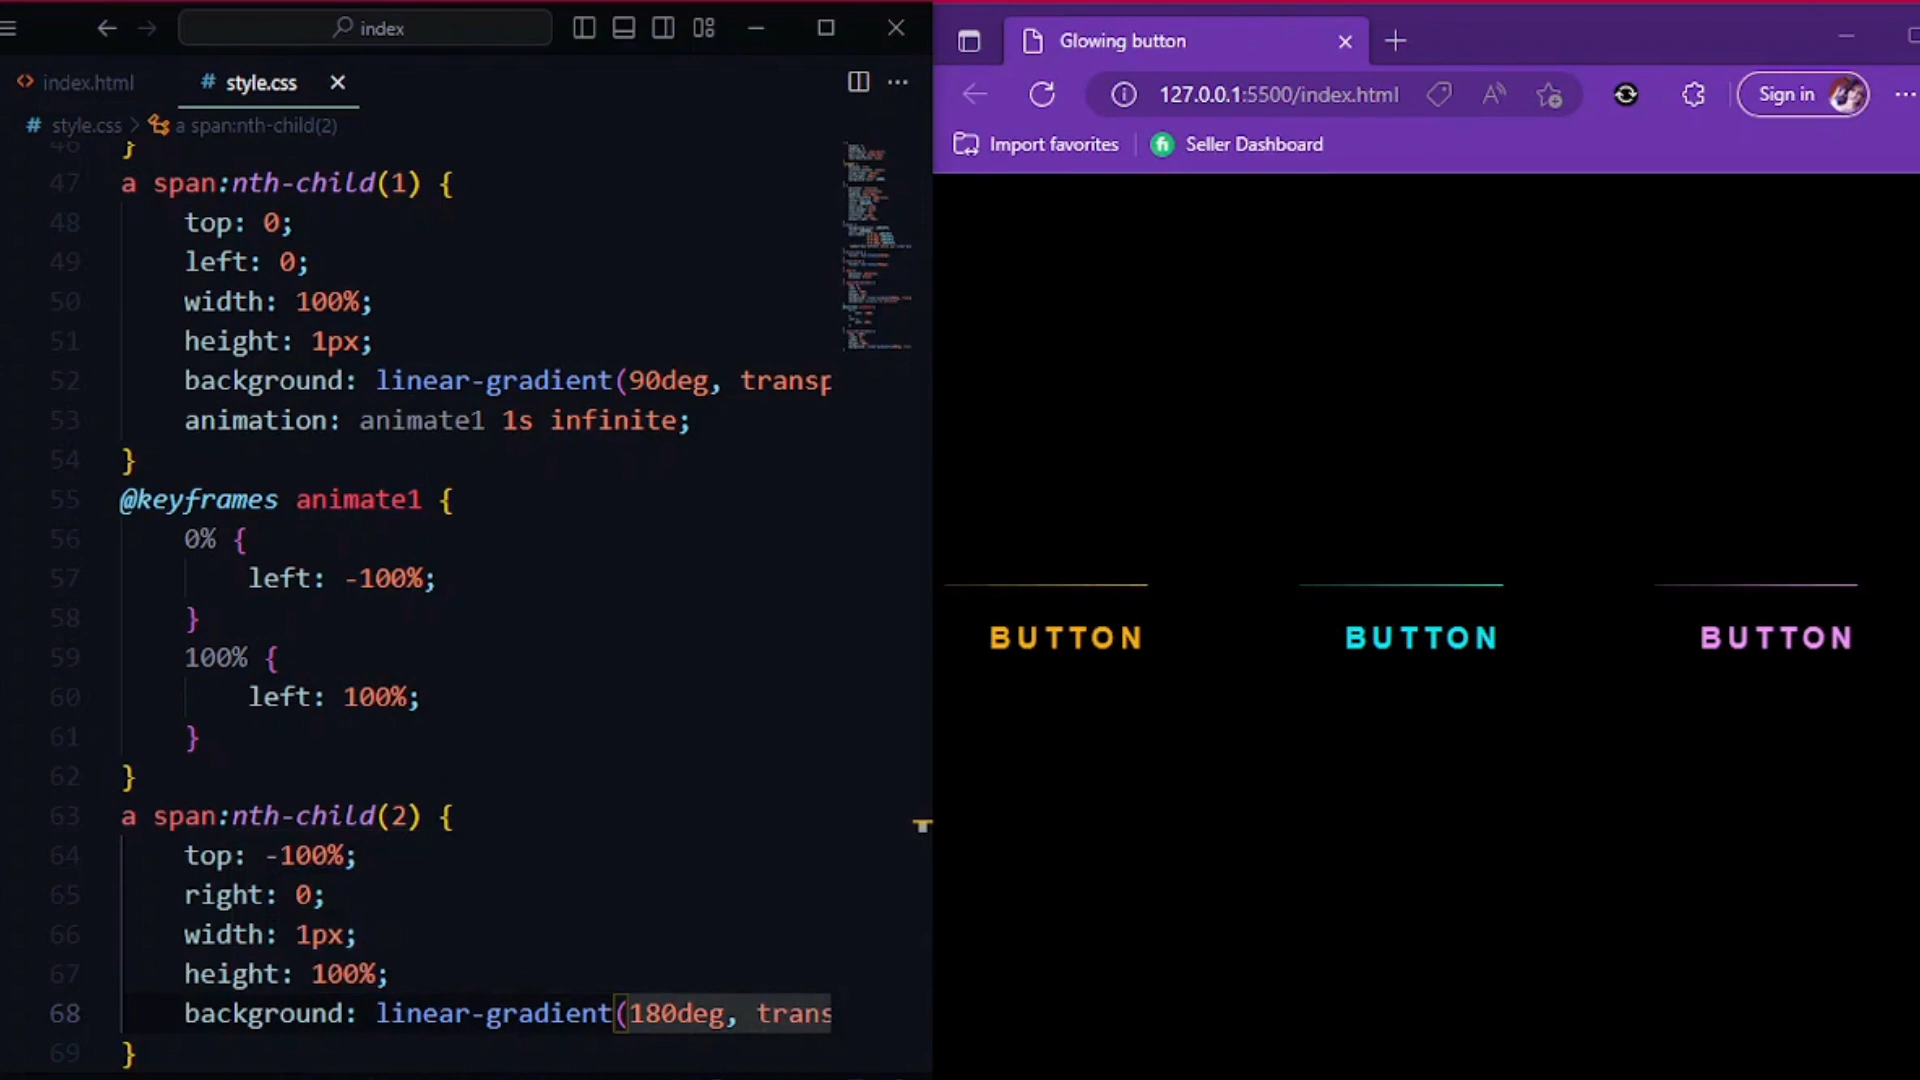 index
index.html
# style.css
# style.css > a span:nth-child(2)
46 }
47 a span:nth-child(1) {
48 top: 0;
49 left: 0;
50 width: 100%;
51 height: 1px;
52 background: linear-gradient(90deg, transp
53 animation: animate1 1s infinite;
54 }
55 @keyframes animate1 {
56 0% {
57 left: -100%;
58 }
59 100% {
60 left: 100%;
61 }
62 }
63 a span:nth-child(2) {
64 top: -100%;
65 right: 0;
66 width: 1px;
67 height: 100%;
68 background: linear-gradient(180deg, trans
69 }
Glowing button
127.0.0.1:5500/index.html
Sign in
Import favorites
Seller Dashboard
BUTTON
BUTTON
BUTTON